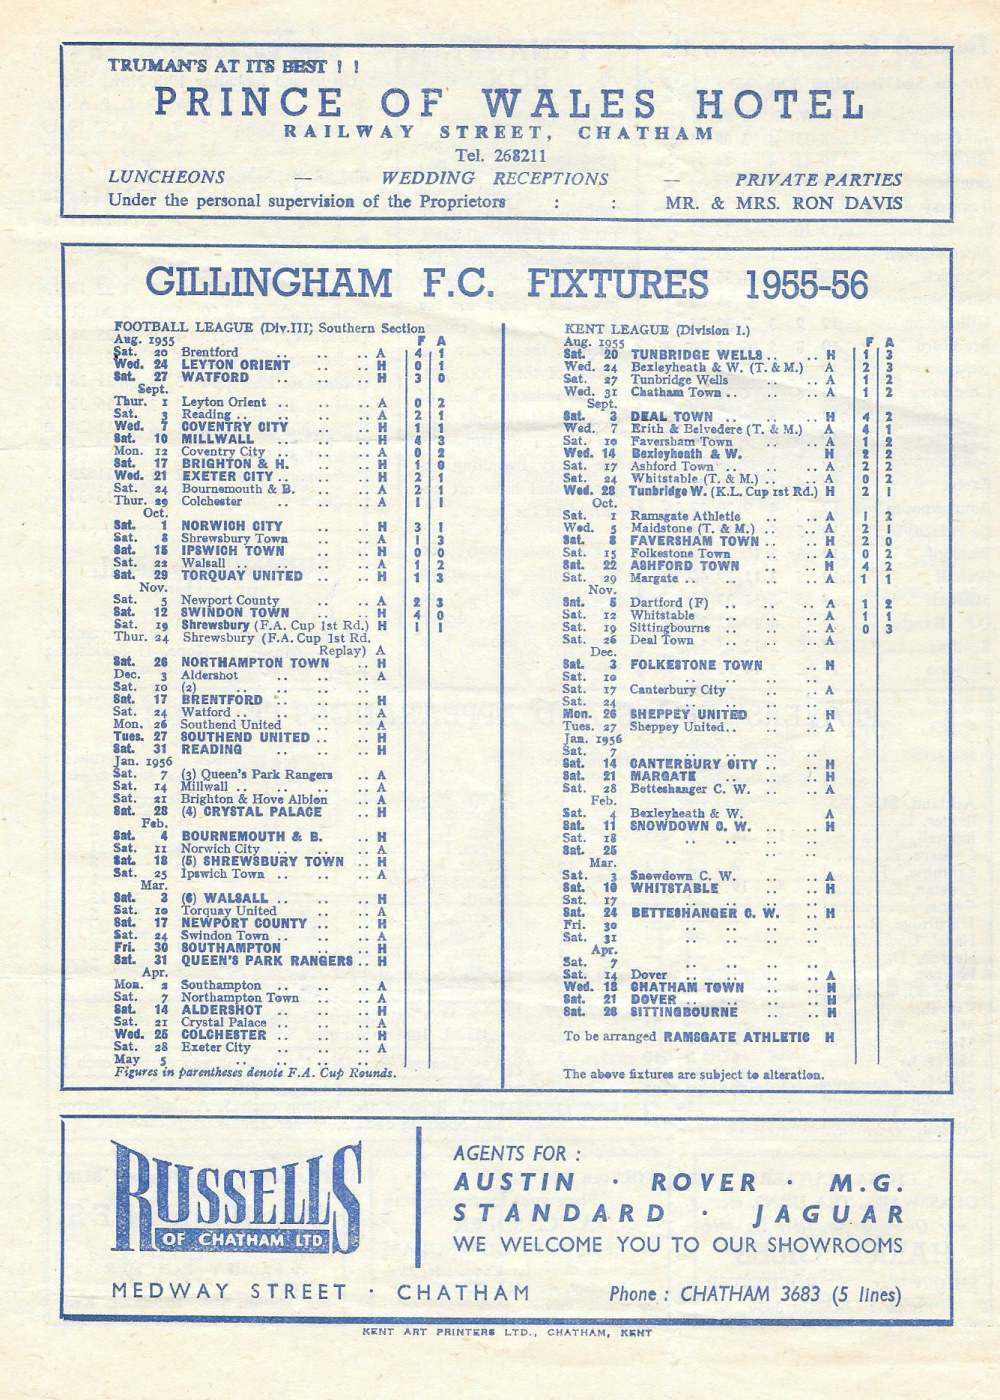 TRUMAN'S AT ITS BEST ! !
PRINCE OF WALES HOTEL
RAILWAY STREET, CHATHAM
Tel. 268211
LUNCHEONS — WEDDING RECEPTIONS — PRIVATE PARTIES
Under the personal supervision of the Proprietors : : MR. & MRS. RON DAVIS
GILLINGHAM F.C. FIXTURES 1955-56
FOOTBALL LEAGUE (Div.III) Southern Section
Aug. 1955 F A
Sat. 20 Brentford .. .. .. A 4 1
Wed. 24 LEYTON ORIENT .. .. H 0 1
Sat. 27 WATFORD .. .. .. H 3 0
Sept.
Thur. 1 Leyton Orient .. .. .. A 0 2
Sat. 3 Reading .. .. .. .. A 2 1
Wed. 7 COVENTRY CITY .. .. H 1 1
Sat. 10 MILLWALL .. .. .. H 4 3
Mon. 12 Coventry City .. .. .. A 0 2
Sat. 17 BRIGHTON & H. .. .. H 1 0
Wed. 21 EXETER CITY .. .. .. H 2 1
Sat. 24 Bournemouth & B. .. .. A 2 1
Thur. 29 Colchester .. .. .. A 1 1
Oct.
Sat. 1 NORWICH CITY .. .. H 3 1
Sat. 8 Shrewsbury Town .. .. A 1 3
Sat. 15 IPSWICH TOWN .. .. H 0 0
Sat. 22 Walsall .. .. .. .. A 1 2
Sat. 29 TORQUAY UNITED .. .. H 1 3
Nov.
Sat. 5 Newport County .. .. A 2 3
Sat. 12 SWINDON TOWN .. .. H 4 0
Sat. 19 Shrewsbury (F.A. Cup 1st Rd.) H 1 1
Thur. 24 Shrewsbury (F.A. Cup 1st Rd.
Replay) A
Sat. 26 NORTHAMPTON TOWN .. H
Dec. 3 Aldershot .. .. .. A
Sat. 10 (2) .. .. .. ..
Sat. 17 BRENTFORD .. .. .. H
Sat. 24 Watford .. .. .. .. A
Mon. 26 Southend United .. .. A
Tues. 27 SOUTHEND UNITED .. .. H
Sat. 31 READING .. .. .. H
Jan. 1956
Sat. 7 (3) Queen's Park Rangers .. A
Sat. 14 Millwall .. .. .. .. A
Sat. 21 Brighton & Hove Albion .. A
Sat. 28 (4) CRYSTAL PALACE .. H
Feb.
Sat. 4 BOURNEMOUTH & B. .. H
Sat. 11 Norwich City .. .. .. A
Sat. 18 (5) SHREWSBURY TOWN .. H
Sat. 25 Ipswich Town .. .. .. A
Mar.
Sat. 3 (6) WALSALL .. .. .. H
Sat. 10 Torquay United .. .. A
Sat. 17 NEWPORT COUNTY .. .. H
Sat. 24 Swindon Town .. .. .. A
Fri. 30 SOUTHAMPTON .. .. H
Sat. 31 QUEEN'S PARK RANGERS .. H
Apr.
Mon. 2 Southampton .. .. .. A
Sat. 7 Northampton Town .. .. A
Sat. 14 ALDERSHOT .. .. .. H
Sat. 21 Crystal Palace .. .. .. A
Wed. 25 COLCHESTER .. .. .. H
Sat. 28 Exeter City .. .. .. A
May 5 .. .. .. ..
Figures in parentheses denote F.A. Cup Rounds.
KENT LEAGUE (Division I.)
Aug. 1955 F A
Sat. 20 TUNBRIDGE WELLS .. .. H 1 3
Wed. 24 Bexleyheath & W. (T. & M.) A 2 3
Sat. 27 Tunbridge Wells .. .. A 1 2
Wed. 31 Chatham Town .. .. .. A 1 2
Sept.
Sat. 3 DEAL TOWN .. .. .. H 4 2
Wed. 7 Erith & Belvedere (T. & M.) .. A 4 1
Sat. 10 Faversham Town .. .. A 1 2
Wed. 14 Bexleyheath & W. H 2 2
Sat. 17 Ashford Town .. .. .. A 2 2
Sat. 24 Whitstable (T. & M.) .. .. A 0 2
Wed. 28 Tunbridge W. (K.L. Cup 1st Rd.) H 2 1
Oct.
Sat. 1 Ramsgate Athletic .. .. A 1 2
Wed. 5 Maidstone (T. & M.) .. .. A 2 1
Sat. 8 FAVERSHAM TOWN .. .. H 2 0
Sat. 15 Folkestone Town .. .. A 0 2
Sat. 22 ASHFORD TOWN .. .. H 4 2
Sat. 29 Margate .. .. .. .. A 1 1
Nov.
Sat. 5 Dartford (F) .. .. .. A 1 2
Sat. 12 Whitstable .. .. .. A 1 1
Sat. 19 Sittingbourne .. .. .. A 0 3
Sat. 26 Deal Town .. .. .. A
Dec.
Sat. 3 FOLKESTONE TOWN .. H
Sat. 10 .. .. ..
Sat. 17 Canterbury City .. .. A
Sat. 24 .. .. ..
Mon. 26 SHEPPEY UNITED .. .. H
Tues. 27 Sheppey United .. .. .. A
Jan. 1956
Sat. 7 .. .. ..
Sat. 14 CANTERBURY CITY .. .. H
Sat. 21 MARGATE .. .. .. H
Sat. 28 Betteshanger C. W. .. .. A
Feb.
Sat. 4 Bexleyheath & W. A
Sat. 11 SNOWDOWN C. W. .. .. H
Sat. 18 .. .. ..
Sat. 25 .. ..
Mar.
Sat. 3 Snowdown C. W. .. .. A
Sat. 10 WHITSTABLE .. .. H
Sat. 17 .. .. ..
Sat. 24 BETTESHANGER C. W. .. H
Fri. 30 .. .. ..
Sat. 31 .. .. ..
Apr.
Sat. 7 .. .. ..
Sat. 14 Dover .. .. .. .. A
Wed. 18 CHATHAM TOWN .. .. H
Sat. 21 DOVER .. .. .. .. H
Sat. 28 SITTINGBOURNE .. .. H
To be arranged RAMSGATE ATHLETIC H
The above fixtures are subject to alteration.
RUSSELLS
OF CHATHAM LTD
MEDWAY STREET · CHATHAM
AGENTS FOR :
AUSTIN · ROVER · M.G.
STANDARD · JAGUAR
WE WELCOME YOU TO OUR SHOWROOMS
Phone : CHATHAM 3683 (5 lines)
KENT ART PRINTERS LTD., CHATHAM, KENT